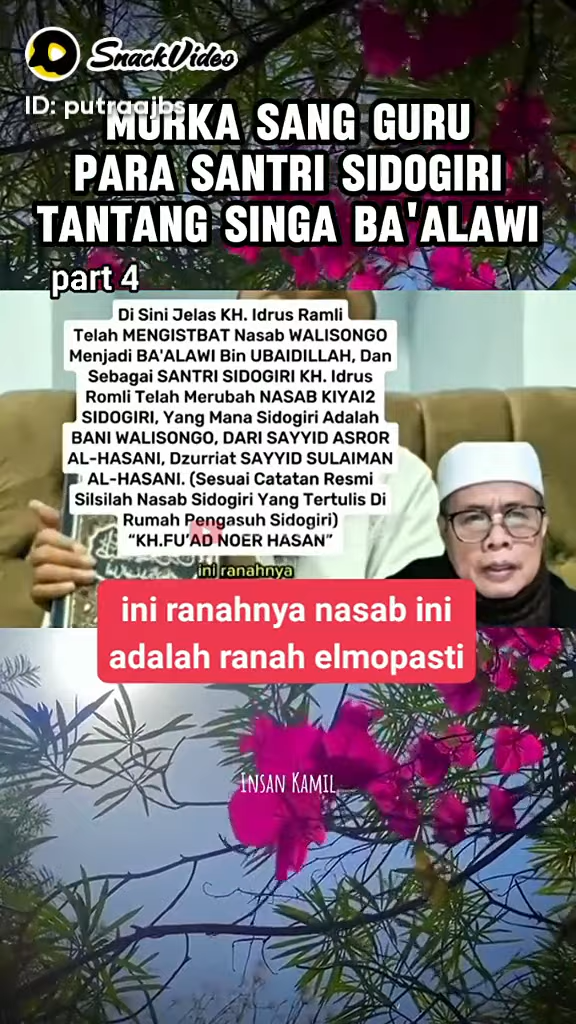 SnackVideo
ID: putraajbs
MURKA SANG GURU
PARA SANTRI SIDOGIRI
TANTANG SINGA BA'ALAWI
part 4
Di Sini Jelas KH. Idrus Ramli
Telah MENGISTBAT Nasab WALISONGO
Menjadi BA'ALAWI Bin UBAIDILLAH, Dan
Sebagai SANTRI SIDOGIRI KH. Idrus
Romli Telah Merubah NASAB KIYAI2
SIDOGIRI, Yang Mana Sidogiri Adalah
BANI WALISONGO, DARI SAYYID ASROR
AL-HASANI, Dzurriat SAYYID SULAIMAN
AL-HASANI. (Sesuai Catatan Resmi
Silsilah Nasab Sidogiri Yang Tertulis Di
Rumah Pengasuh Sidogiri)
“KH.FU'AD NOER HASAN”
ini ranahnya
ini ranahnya nasab ini
adalah ranah elmopasti
INSAN KAMIL